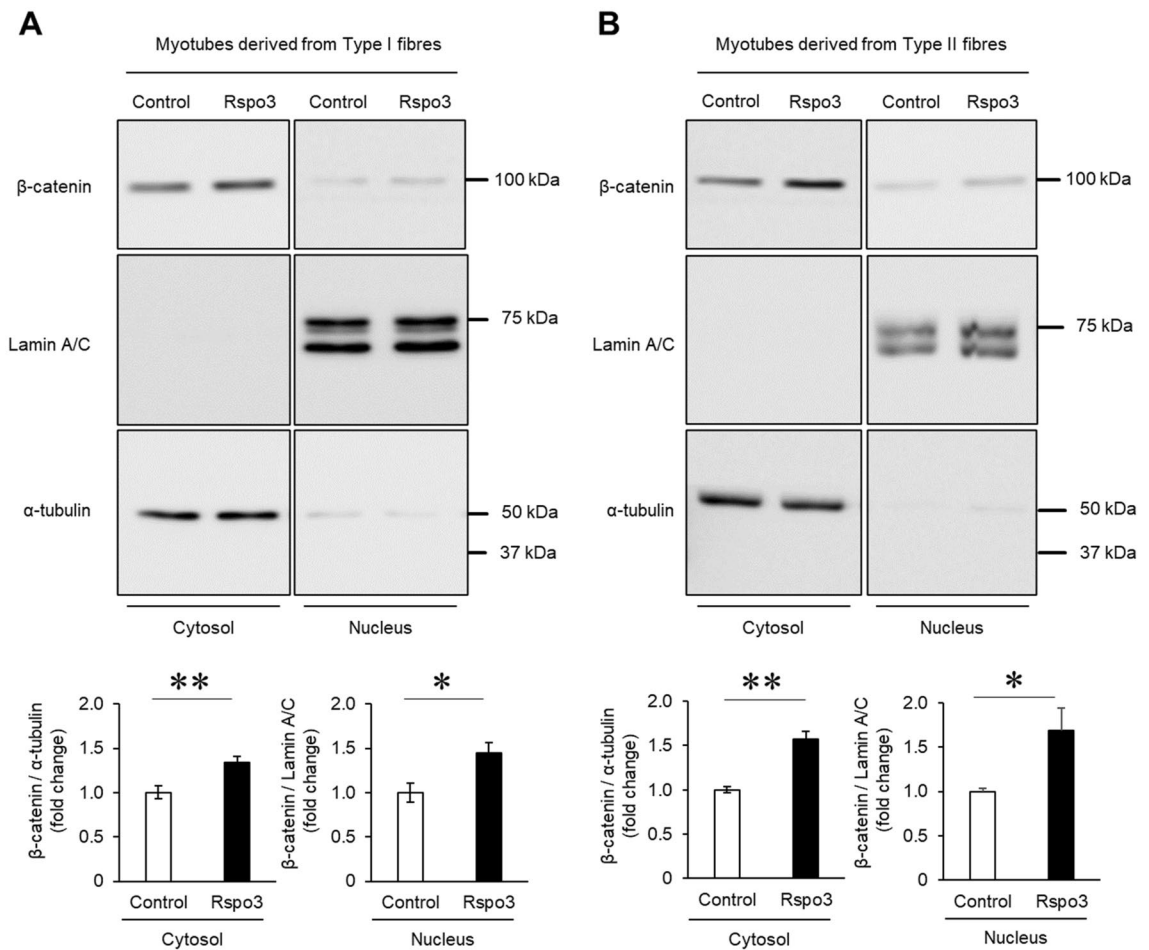 A
Myotubes derived from Type I fibres
Control Rspo3 Control Rspo3
β-catenin
100 kDa
Lamin A/C
75 kDa
α-tubulin
50 kDa
37 kDa
Cytosol Nucleus
** *
β-catenin / α-tubulin
(fold change)
2.0
1.5
1.0
0.5
0
Control Rspo3
Cytosol
β-catenin / Lamin A/C
(fold change)
2.0
1.5
1.0
0.5
0
Control Rspo3
Nucleus
B
Myotubes derived from Type II fibres
Control Rspo3 Control Rspo3
β-catenin
100 kDa
Lamin A/C
75 kDa
α-tubulin
50 kDa
37 kDa
Cytosol Nucleus
** *
β-catenin / α-tubulin
(fold change)
2.0
1.5
1.0
0.5
0
Control Rspo3
Cytosol
β-catenin / Lamin A/C
(fold change)
2.0
1.5
1.0
0.5
0
Control Rspo3
Nucleus